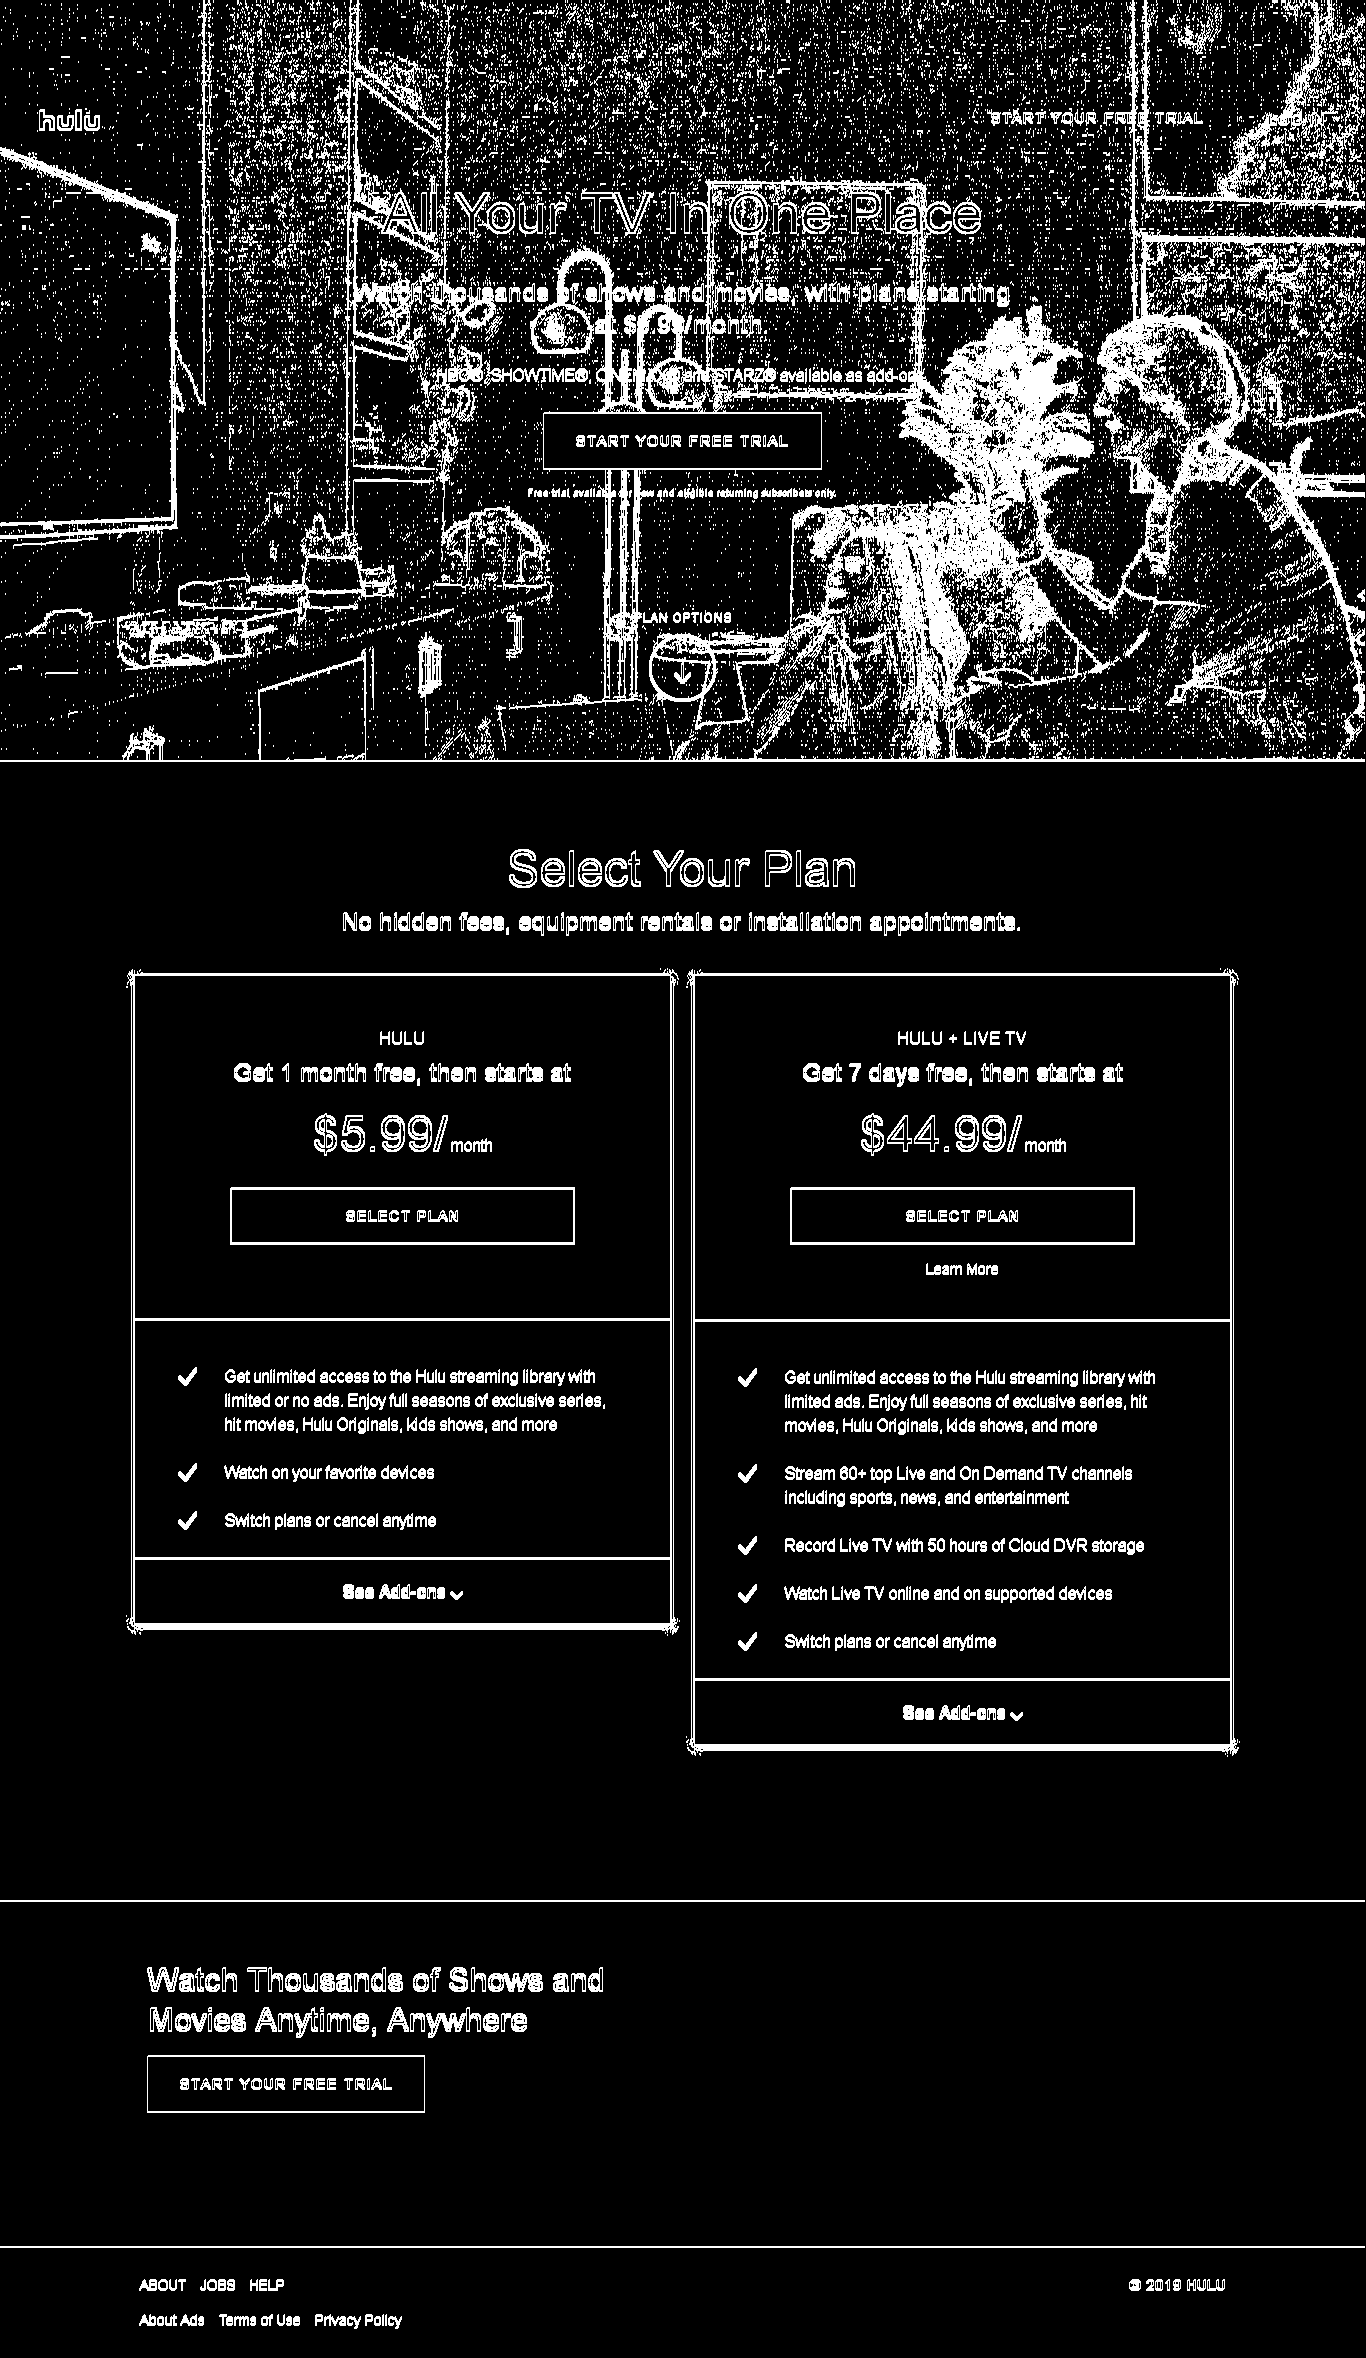 hulu
START YOUR FREE TRIAL
All Your TV In One Place
Watch thousands of shows and movies, with plans starting
at $5.99/month.
HBO®, SHOWTIME®, CINEMAX® and STARZ® available as add-ons
START YOUR FREE TRIAL
Free trial available for new and eligible returning subscribers only.
PLAN OPTIONS
Select Your Plan
No hidden fees, equipment rentals or installation appointments.
HULU
Get 1 month free, then starts at
$5.99/month
SELECT PLAN
Get unlimited access to the Hulu streaming library with
limited or no ads. Enjoy full seasons of exclusive series,
hit movies, Hulu Originals, kids shows, and more
Watch on your favorite devices
Switch plans or cancel anytime
See Add-ons
HULU + LIVE TV
Get 7 days free, then starts at
$44.99/month
SELECT PLAN
Learn More
Get unlimited access to the Hulu streaming library with
limited ads. Enjoy full seasons of exclusive series, hit
movies, Hulu Originals, kids shows, and more
Stream 60+ top Live and On Demand TV channels
including sports, news, and entertainment
Record Live TV with 50 hours of Cloud DVR storage
Watch Live TV online and on supported devices
Switch plans or cancel anytime
See Add-ons
Watch Thousands of Shows and
Movies Anytime, Anywhere
START YOUR FREE TRIAL
ABOUT JOBS HELP
© 2019 HULU
About Ads Terms of Use Privacy Policy